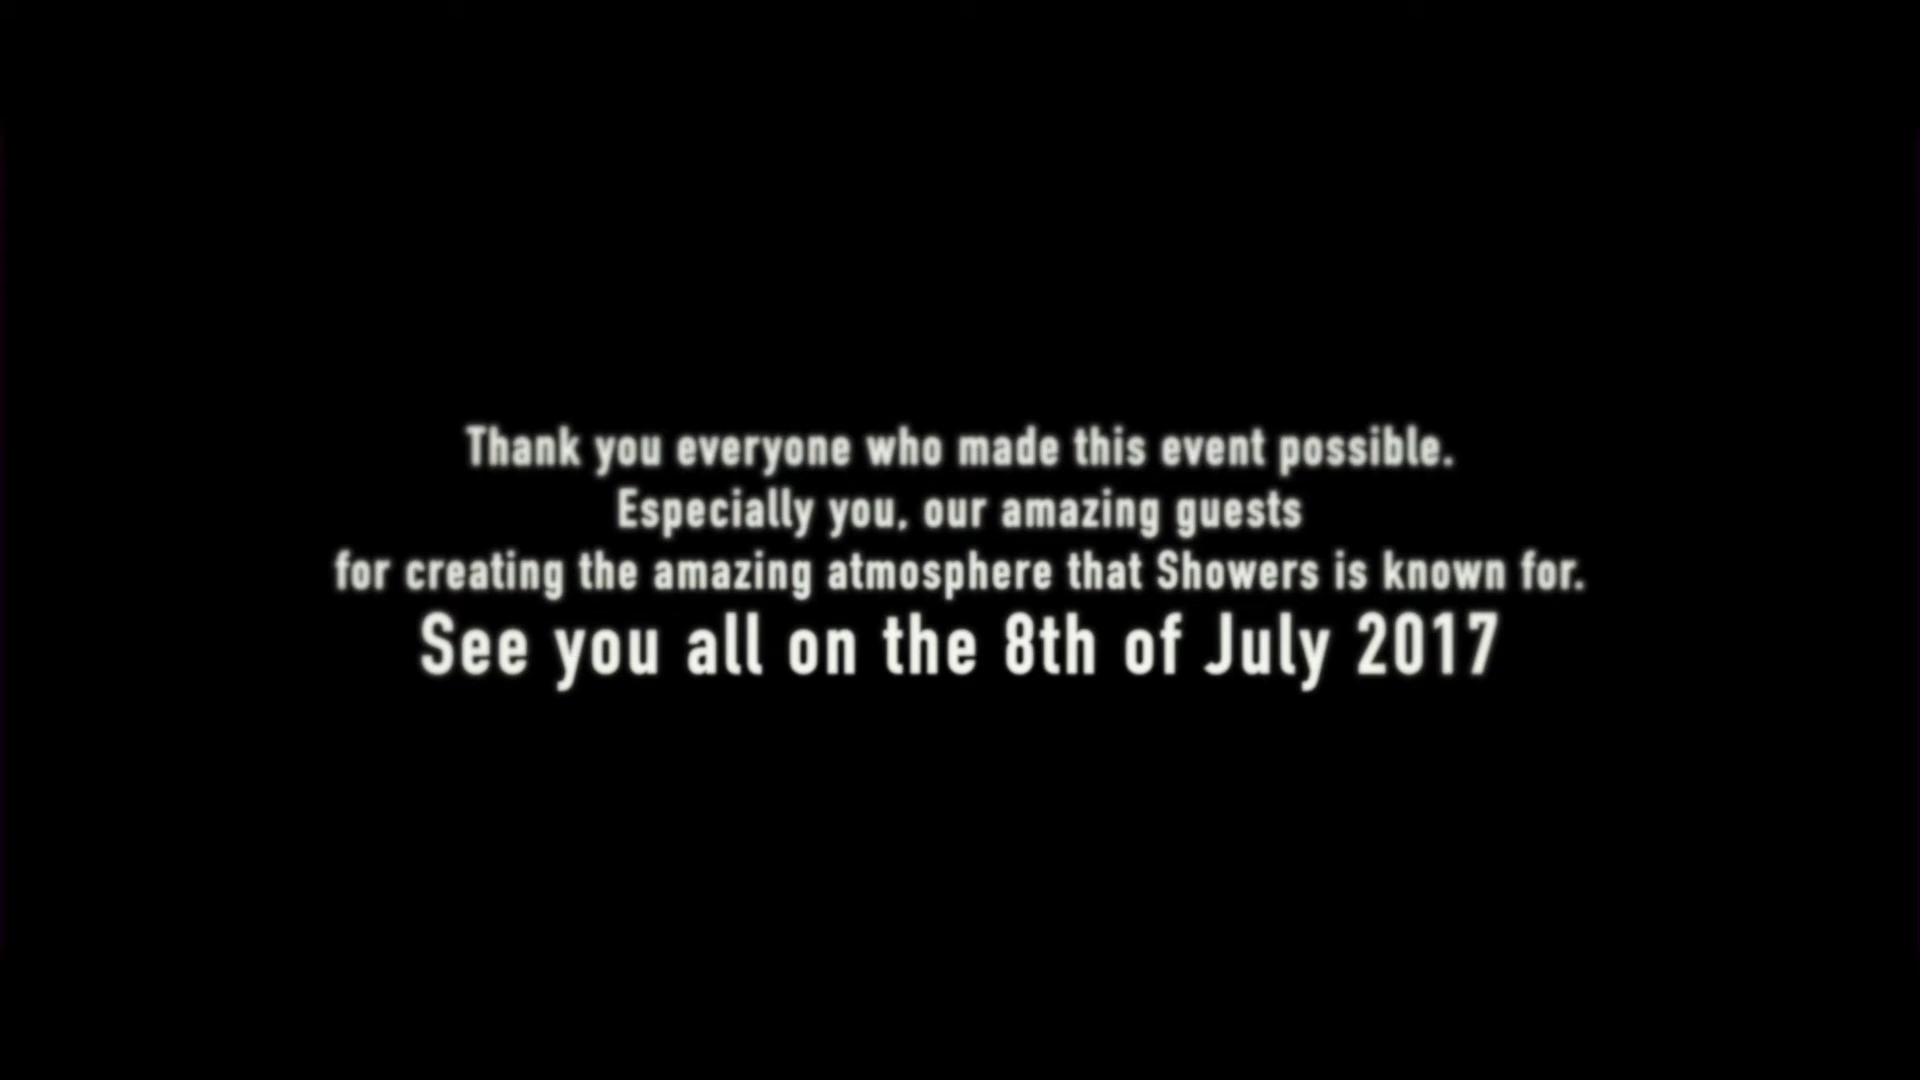 Thank you everyone who made this event possible.
Especially you, our amazing guests
for creating the amazing atmosphere that Showers is known for.
See you all on the 8th of July 2017